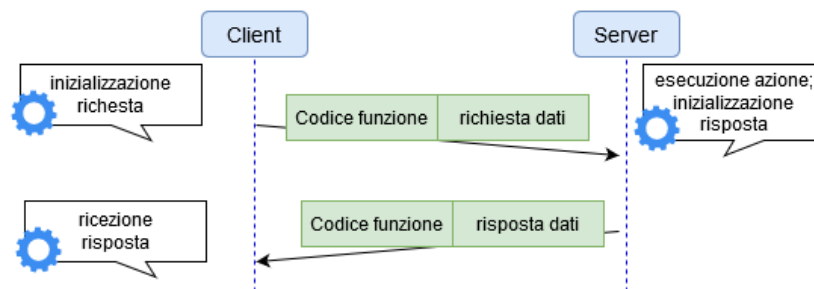 Client
Server
inizializzazione
richesta
Codice funzione
richiesta dati
esecuzione azione;
inizializzazione
risposta
ricezione
risposta
Codice funzione
risposta dati